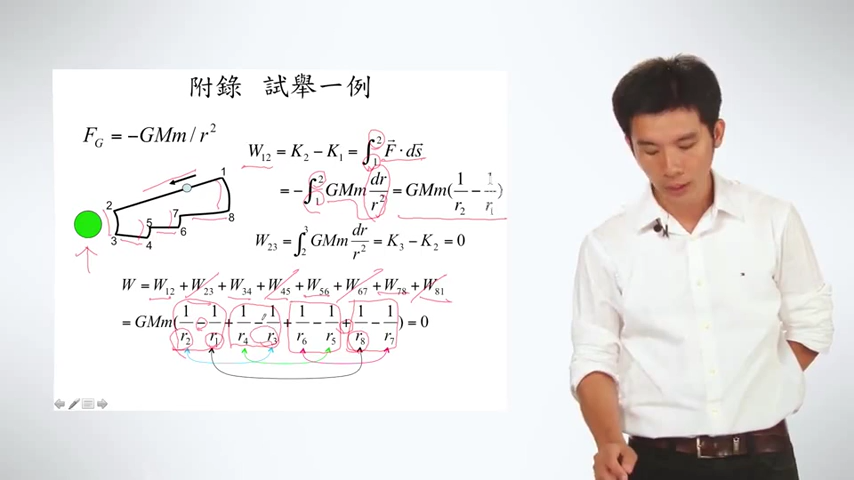 附錄 試舉一例
F_G = −GMm / r²
W₁₂ = K₂ − K₁ = ∫₁² F⃗ · ds⃗
= − ∫₁² GMm dr/r² = GMm(1/r₂ − 1/r₁)
1
2
3
4
5
6
7
8
W₂₃ = ∫₂³ GMm dr/r² = K₃ − K₂ = 0
W = W₁₂ + W₂₃ + W₃₄ + W₄₅ + W₅₆ + W₆₇ + W₇₈ + W₈₁
= GMm(1/r₂ − 1/r₁ + 1/r₄ − 1/r₃ + 1/r₆ − 1/r₅ + 1/r₈ − 1/r₇) = 0